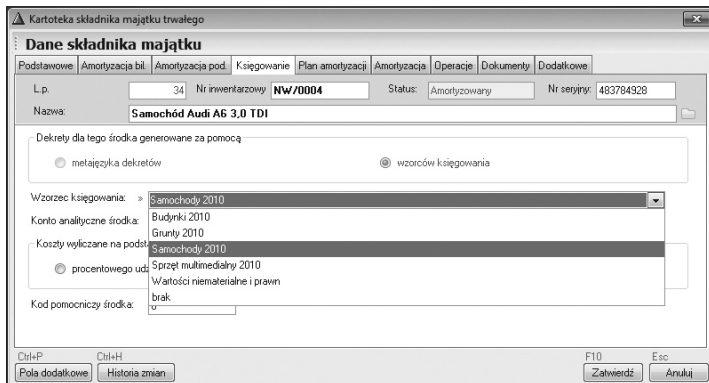 Kartoteka składnika majątku trwałego
Dane składnika majątku
Podstawowe Amortyzacja bil. Amortyzacja pod. Księgowanie Plan amortyzacji Amortyzacja Operacje Dokumenty Dodatkowe
L.p. 34 Nr inwentarzowy NW/0004 Status: Amortyzowany Nr seryjny: 483784928
Nazwa: Samochód Audi A6 3,0 TDI
Dekrety dla tego środka generowane za pomocą
metajęzyka dekretów wzorców księgowania
Wzorzec księgowania: » Samochody 2010
Budynki 2010
Konto analityczne środka:
Grunty 2010
Koszty wyliczane na
Samochody 2010
Sprzęt multimedialny 2010
procentowego
Wartości niematerialne i prawn
brak
Kod pomocniczy środka:
Ctrl+P Ctrl+H F10 Esc
Pola dodatkowe Historia zmian Zatwierdź Anuluj